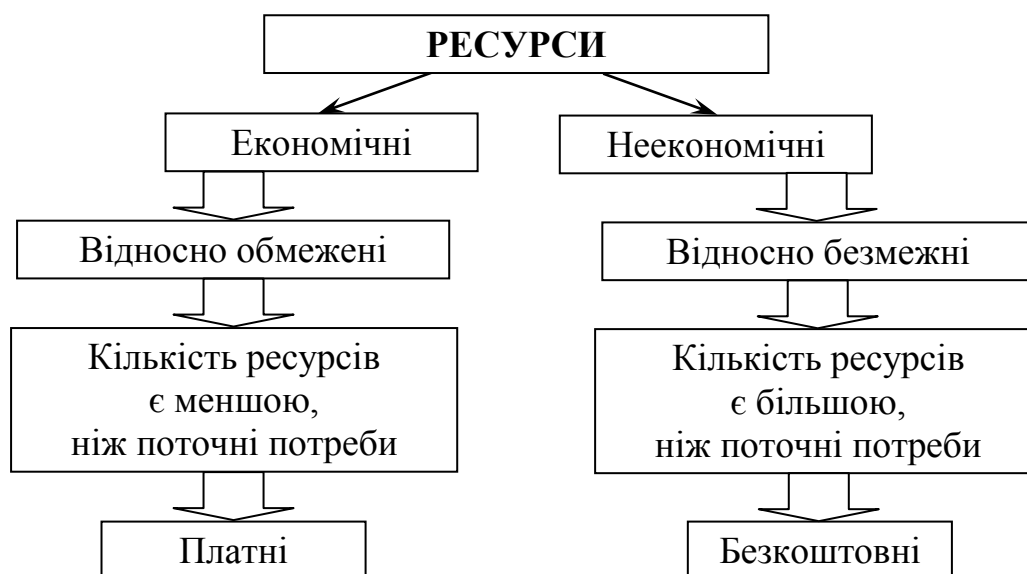 РЕСУРСИ
Економічні
Неекономічні
Відносно обмежені
Відносно безмежні
Кількість ресурсів
є меншою,
ніж поточні потреби
Кількість ресурсів
є більшою,
ніж поточні потреби
Платні
Безкоштовні